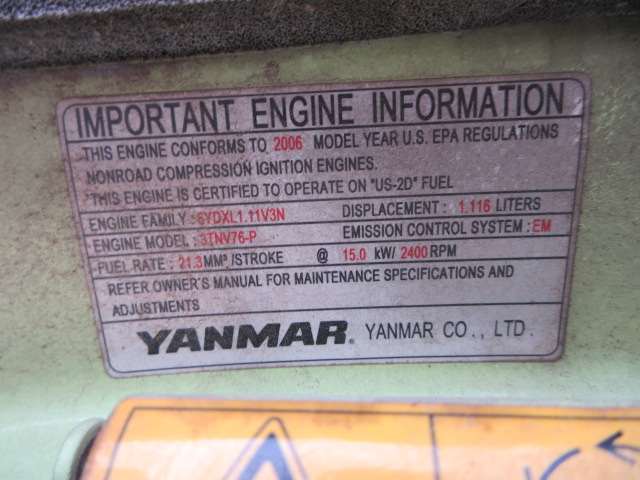 IMPORTANT ENGINE INFORMATION
THIS ENGINE CONFORMS TO 2006 MODEL YEAR U.S. EPA REGULATIONS
NONROAD COMPRESSION IGNITION ENGINES.
"THIS ENGINE IS CERTIFIED TO OPERATE ON "US-2D" FUEL
ENGINE FAMILY : 6YDXL1.11V3N DISPLACEMENT : 1.116 LITERS
ENGINE MODEL : 3TNV76-P EMISSION CONTROL SYSTEM : EM
FUEL RATE : 21.3 MM³/STROKE @ 15.0 kW/ 2400 RPM
REFER OWNER'S MANUAL FOR MAINTENANCE SPECIFICATIONS AND
ADJUSTMENTS
YANMAR. YANMAR CO., LTD.